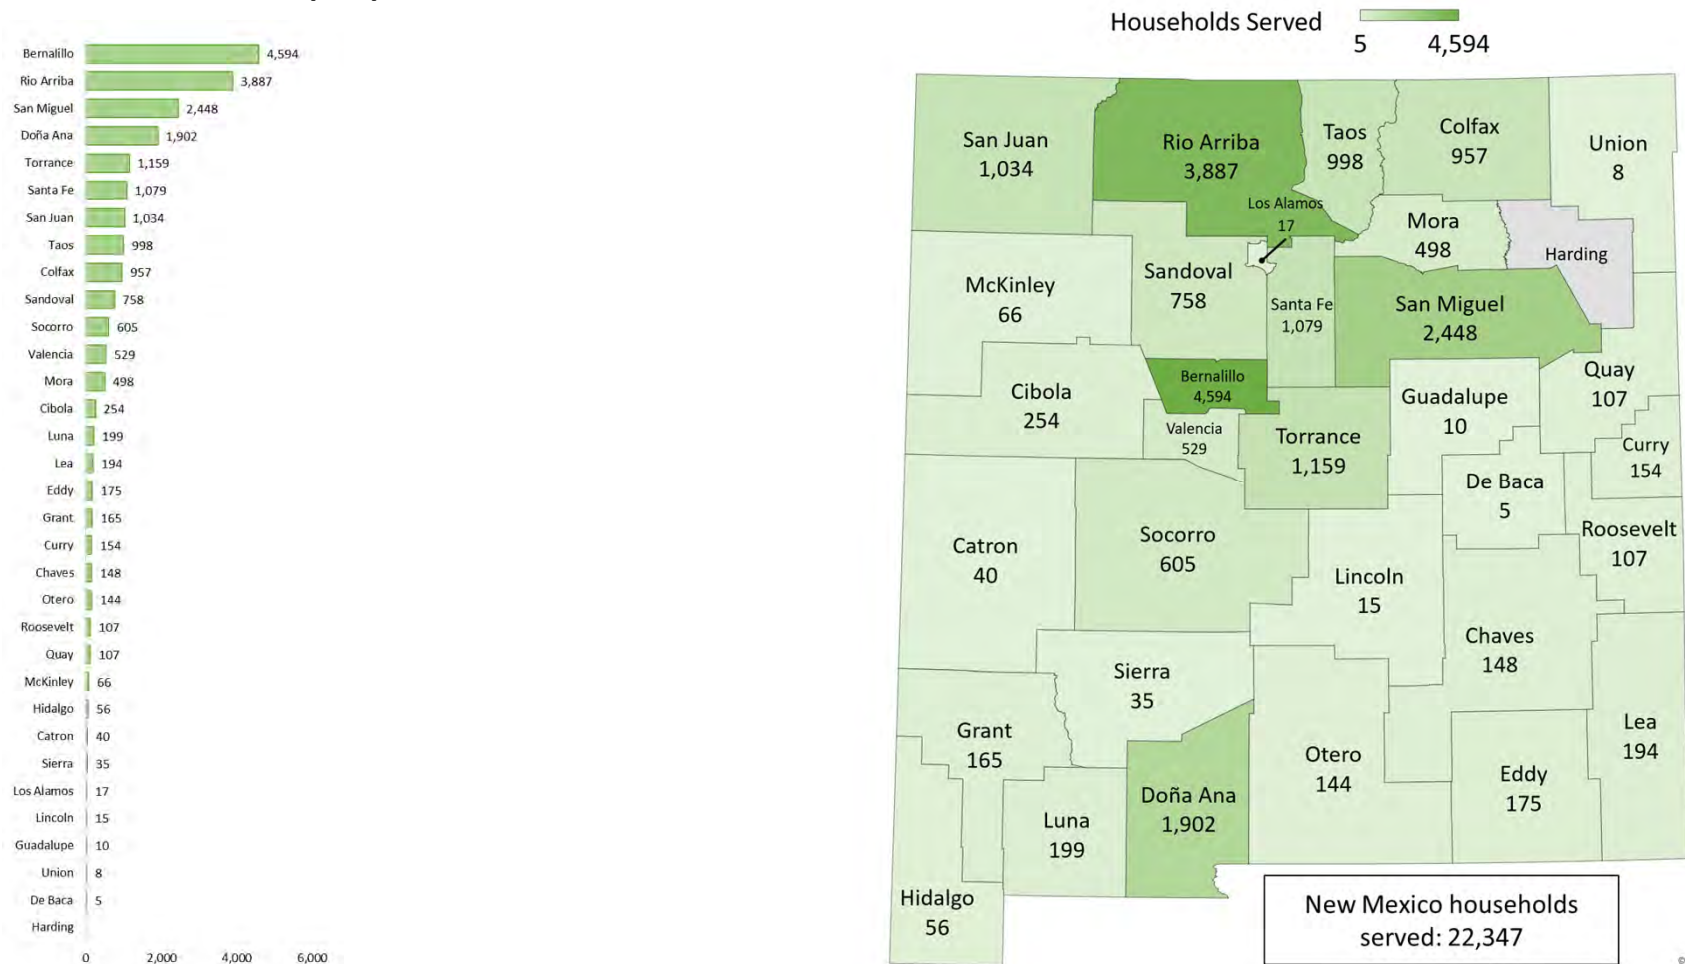 Bernalillo 4,594
Rio Arriba 3,887
San Miguel 2,448
Doña Ana 1,902
Torrance 1,159
Santa Fe 1,079
San Juan 1,034
Taos 998
Colfax 957
Sandoval 758
Socorro 605
Valencia 529
Mora 498
Cibola 254
Luna 199
Lea 194
Eddy 175
Grant 165
Curry 154
Chaves 148
Otero 144
Roosevelt 107
Quay 107
McKinley 66
Hidalgo 56
Catron 40
Sierra 35
Los Alamos 17
Lincoln 15
Guadalupe 10
Union 8
De Baca 5
Harding
0 2,000 4,000 6,000
Households Served
5 4,594
San Juan
1,034
Rio Arriba
3,887
Taos
998
Colfax
957
Union
8
Los Alamos
17
Mora
498
Harding
McKinley
66
Sandoval
758
Santa Fe
1,079
San Miguel
2,448
Bernalillo
4,594
Cibola
254
Valencia
529
Torrance
1,159
Guadalupe
10
Quay
107
Curry
154
De Baca
5
Roosevelt
107
Catron
40
Socorro
605
Lincoln
15
Chaves
148
Sierra
35
Grant
165
Lea
194
Otero
144
Eddy
175
Doña Ana
1,902
Luna
199
Hidalgo
56
New Mexico households
served: 22,347
©